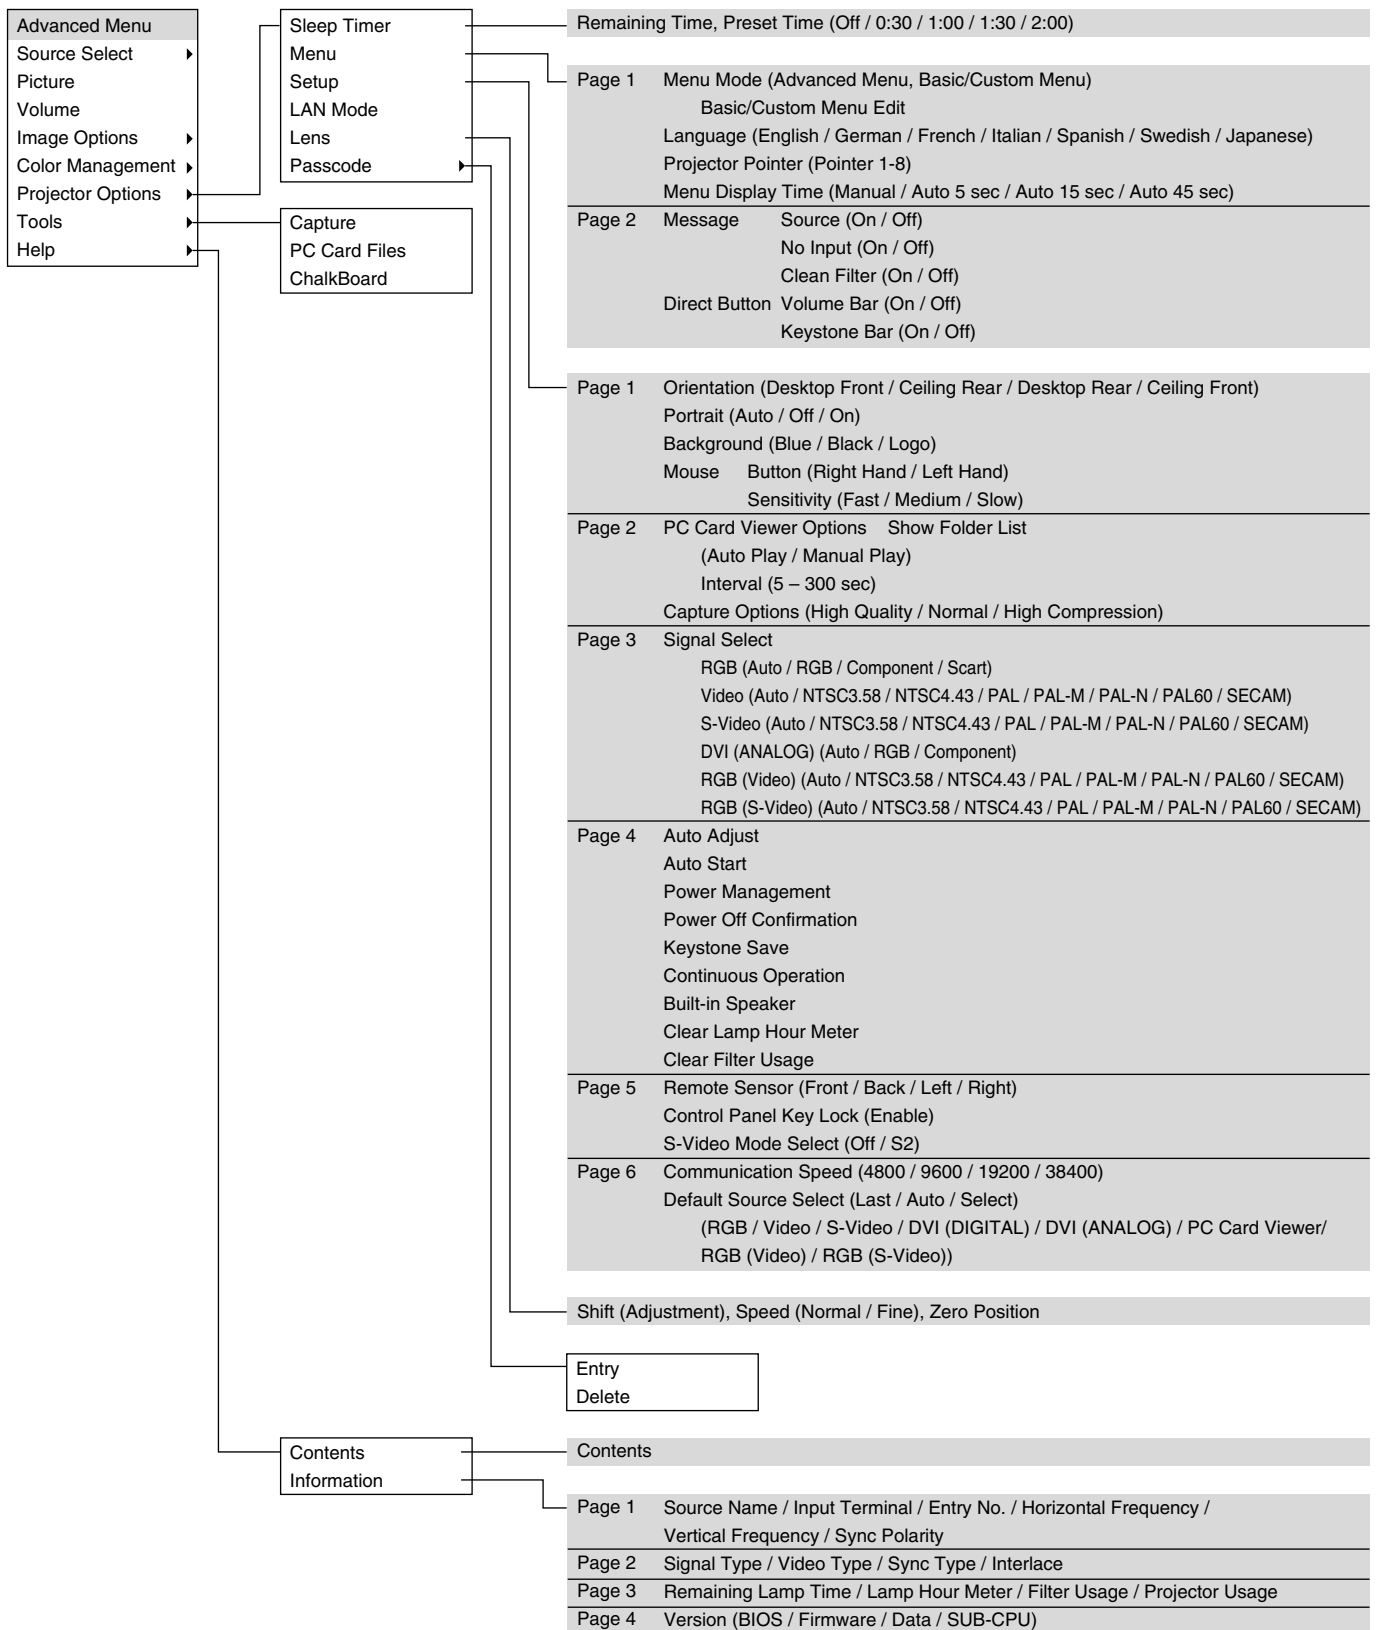 Advanced Menu
Source Select
Picture
Volume
Image Options
Color Management
Projector Options
Tools
Help
Sleep Timer
Menu
Setup
LAN Mode
Lens
Passcode
Capture
PC Card Files
ChalkBoard
Remaining Time, Preset Time (Off / 0:30 / 1:00 / 1:30 / 2:00)
Page 1 Menu Mode (Advanced Menu, Basic/Custom Menu)
Basic/Custom Menu Edit
Language (English / German / French / Italian / Spanish / Swedish / Japanese)
Projector Pointer (Pointer 1-8)
Menu Display Time (Manual / Auto 5 sec / Auto 15 sec / Auto 45 sec)
Page 2 Message Source (On / Off)
No Input (On / Off)
Clean Filter (On / Off)
Direct Button Volume Bar (On / Off)
Keystone Bar (On / Off)
Page 1 Orientation (Desktop Front / Ceiling Rear / Desktop Rear / Ceiling Front)
Portrait (Auto / Off / On)
Background (Blue / Black / Logo)
Mouse Button (Right Hand / Left Hand)
Sensitivity (Fast / Medium / Slow)
Page 2 PC Card Viewer Options Show Folder List
(Auto Play / Manual Play)
Interval (5 – 300 sec)
Capture Options (High Quality / Normal / High Compression)
Page 3 Signal Select
RGB (Auto / RGB / Component / Scart)
Video (Auto / NTSC3.58 / NTSC4.43 / PAL / PAL-M / PAL-N / PAL60 / SECAM)
S-Video (Auto / NTSC3.58 / NTSC4.43 / PAL / PAL-M / PAL-N / PAL60 / SECAM)
DVI (ANALOG) (Auto / RGB / Component)
RGB (Video) (Auto / NTSC3.58 / NTSC4.43 / PAL / PAL-M / PAL-N / PAL60 / SECAM)
RGB (S-Video) (Auto / NTSC3.58 / NTSC4.43 / PAL / PAL-M / PAL-N / PAL60 / SECAM)
Page 4 Auto Adjust
Auto Start
Power Management
Power Off Confirmation
Keystone Save
Continuous Operation
Built-in Speaker
Clear Lamp Hour Meter
Clear Filter Usage
Page 5 Remote Sensor (Front / Back / Left / Right)
Control Panel Key Lock (Enable)
S-Video Mode Select (Off / S2)
Page 6 Communication Speed (4800 / 9600 / 19200 / 38400)
Default Source Select (Last / Auto / Select)
(RGB / Video / S-Video / DVI (DIGITAL) / DVI (ANALOG) / PC Card Viewer/
RGB (Video) / RGB (S-Video))
Shift (Adjustment), Speed (Normal / Fine), Zero Position
Entry
Delete
Contents
Information
Contents
Page 1 Source Name / Input Terminal / Entry No. / Horizontal Frequency /
Vertical Frequency / Sync Polarity
Page 2 Signal Type / Video Type / Sync Type / Interlace
Page 3 Remaining Lamp Time / Lamp Hour Meter / Filter Usage / Projector Usage
Page 4 Version (BIOS / Firmware / Data / SUB-CPU)